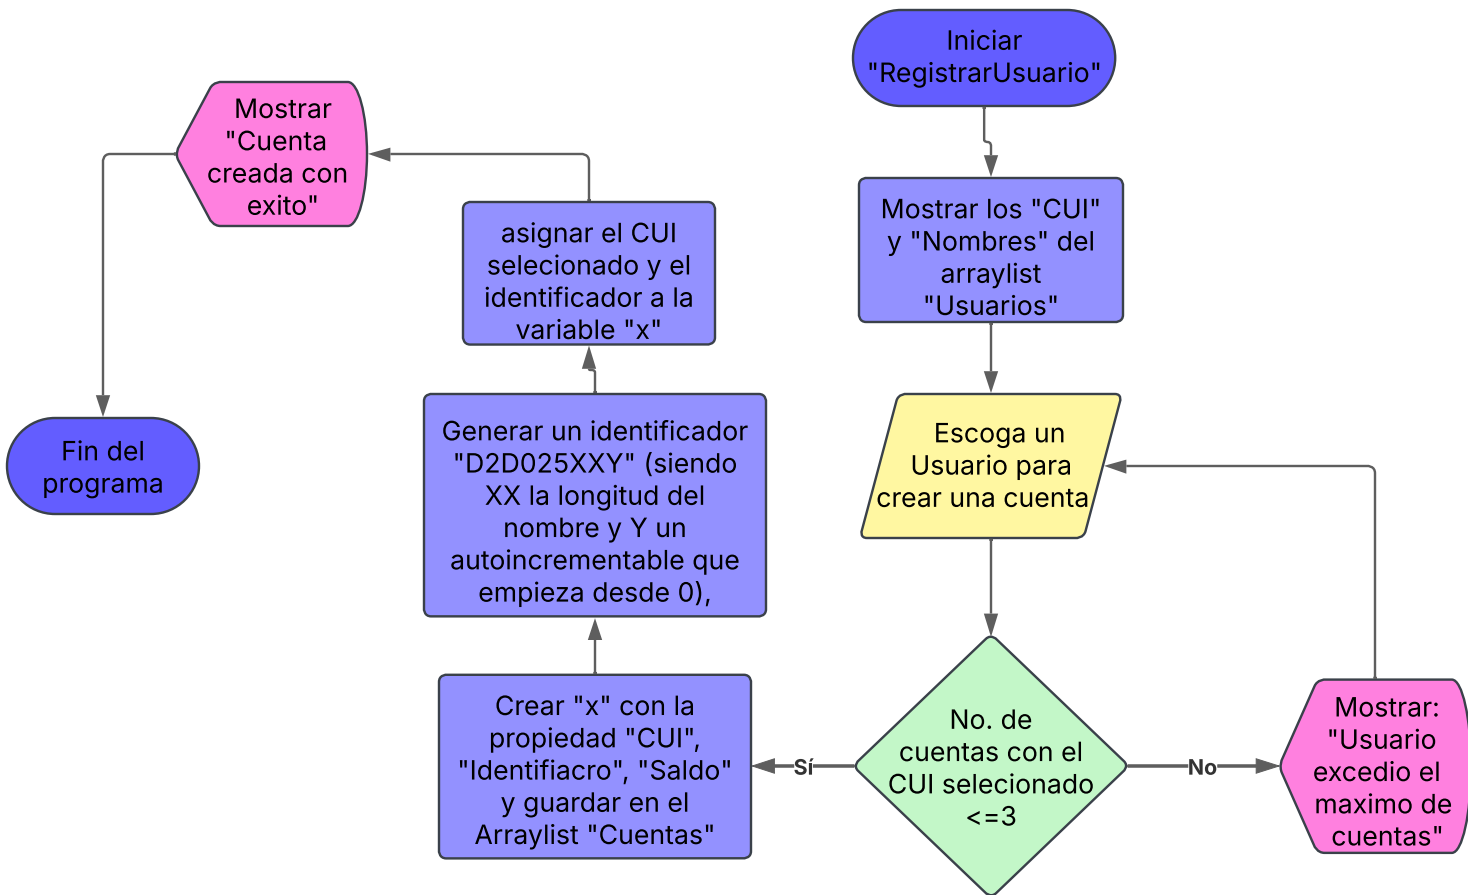 Iniciar
"RegistrarUsuario"
Mostrar los "CUI"
y "Nombres" del
arraylist
"Usuarios"
Escoga un
Usuario para
crear una cuenta
No. de
cuentas con el
CUI selecionado
<=3
No
Mostrar:
"Usuario
excedio el
maximo de
cuentas"
Sí
Crear "x" con la
propiedad "CUI",
"Identifiacro", "Saldo"
y guardar en el
Arraylist "Cuentas"
Generar un identificador
"D2D025XXY" (siendo
XX la longitud del
nombre y Y un
autoincrementable que
empieza desde 0),
asignar el CUI
selecionado y el
identificador a la
variable "x"
Mostrar
"Cuenta
creada con
exito"
Fin del
programa